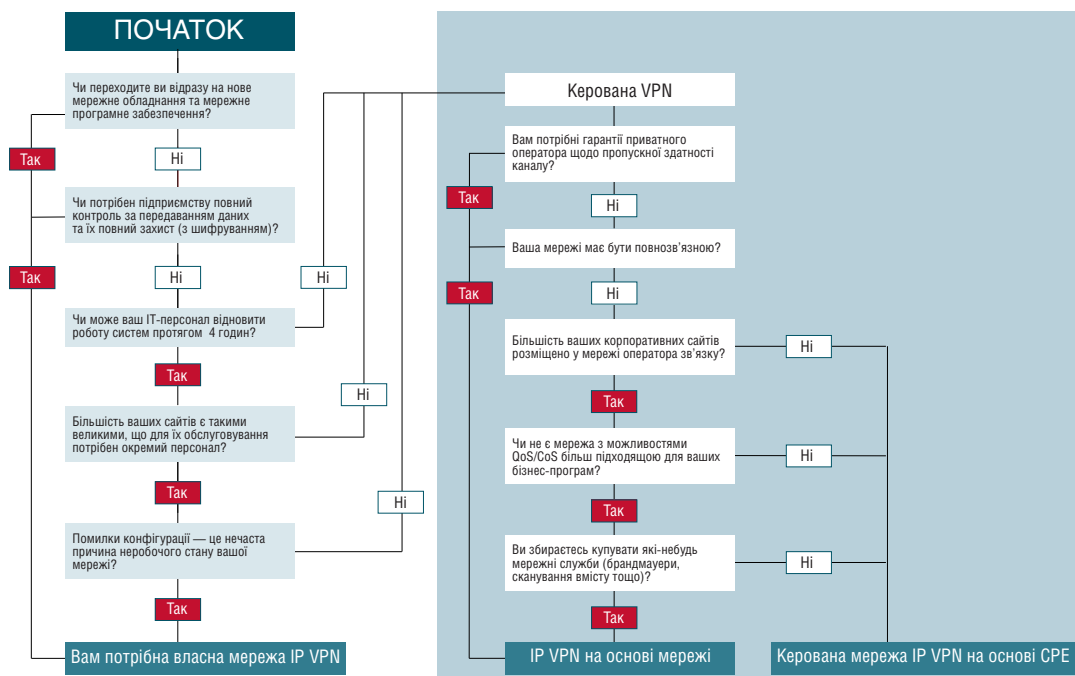 ПОЧАТОК
Чи переходите ви відразу на нове
мережне обладнання та мережне
програмне забезпечення?
Так
Ні
Чи потрібен підприємству повний
контроль за передаванням даних
та їх повний захист (з шифруванням)?
Так
Ні
Ні
Чи може ваш ІТ-персонал відновити
роботу систем протягом 4 годин?
Так
Ні
Більшість ваших сайтів є такими
великими, що для їх обслуговування
потрібен окремий персонал?
Так
Ні
Помилки конфігурації — це нечаста
причина неробочого стану вашої
мережі?
Так
Вам потрібна власна мережа IP VPN
Керована VPN
Вам потрібні гарантії приватного
оператора щодо пропускної здатності
каналу?
Так
Ні
Ваша мережі має бути повнозв'язною?
Так
Ні
Більшість ваших корпоративних сайтів
розміщено у мережі оператора зв'язку?
Ні
Так
Чи не є мережа з можливостями
QoS/CoS більш підходящою для ваших
бізнес-програм?
Ні
Так
Ви збираєтесь купувати які-небудь
мережні служби (брандмауери,
сканування вмісту тощо)?
Ні
Так
IP VPN на основі мережі
Керована мережа IP VPN на основі CPE